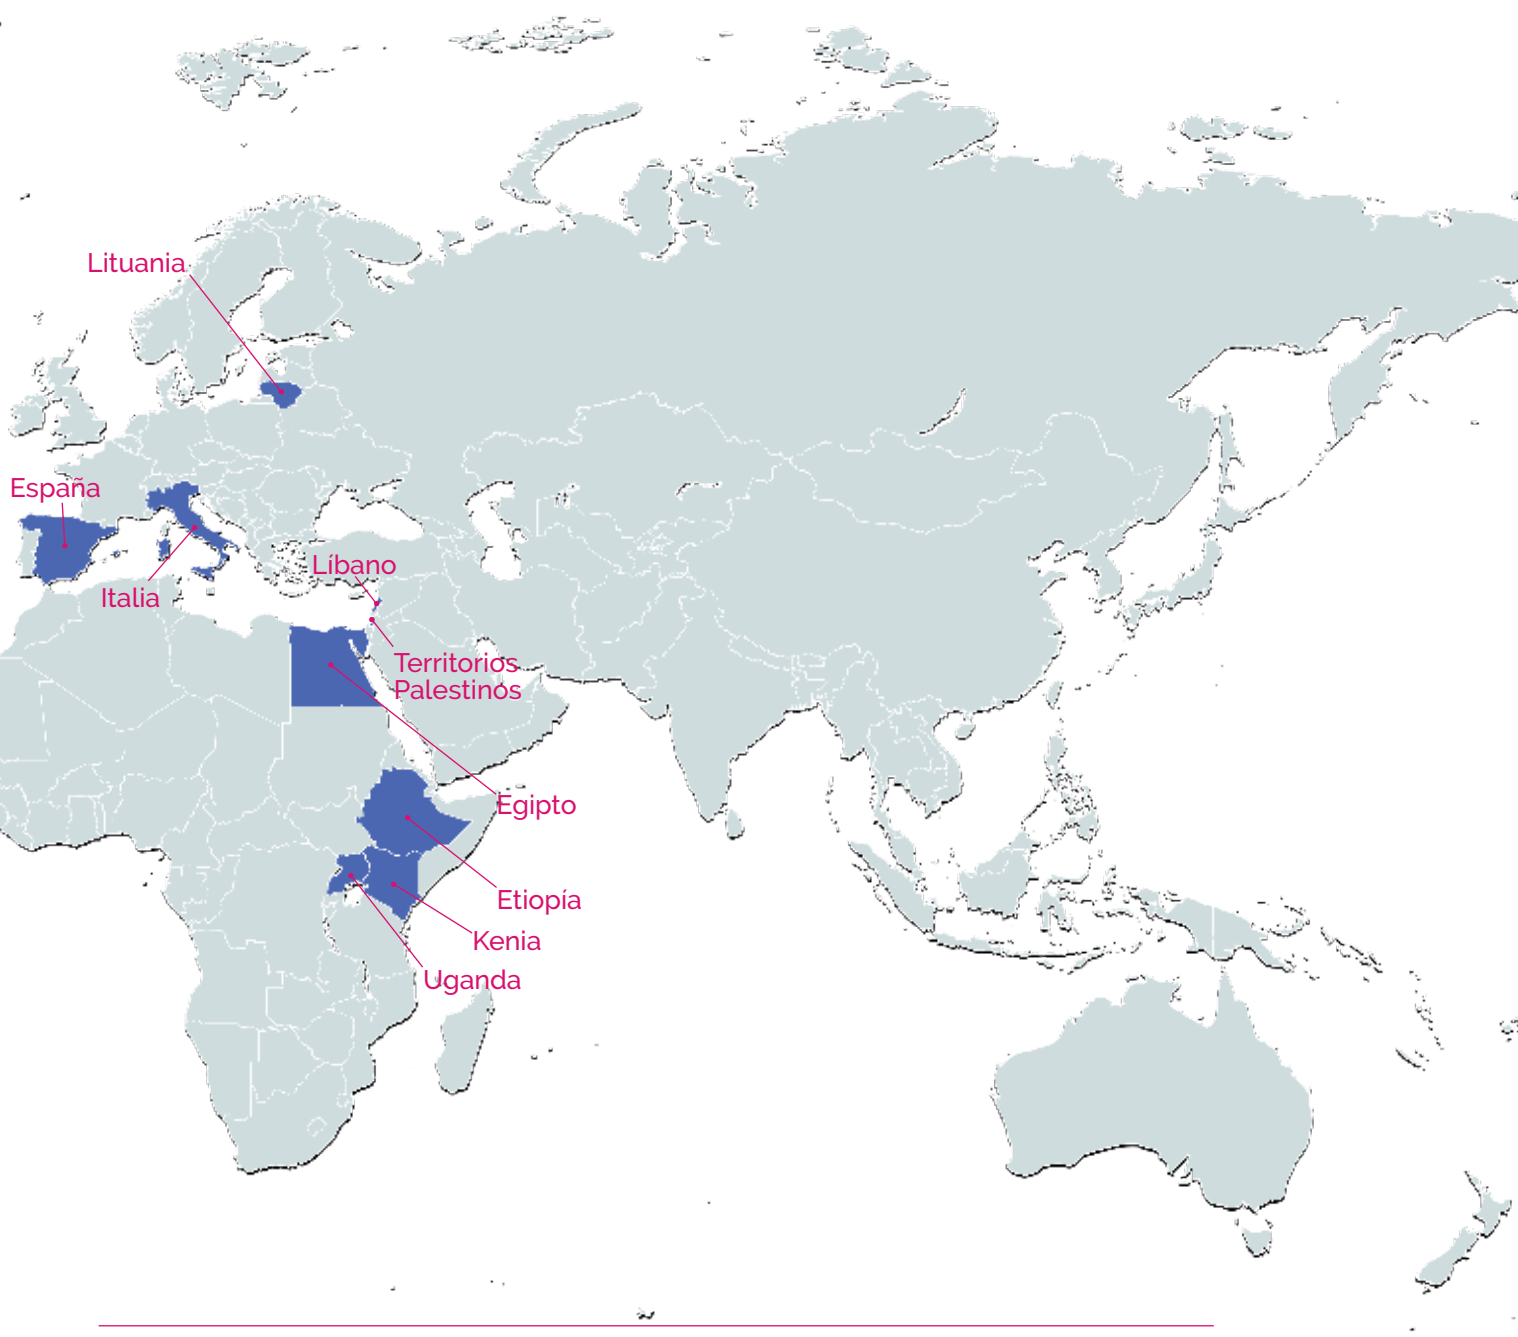 Lituania
España
Italia
Líbano
Territorios
Palestinos
Egipto
Etiopía
Kenia
Uganda